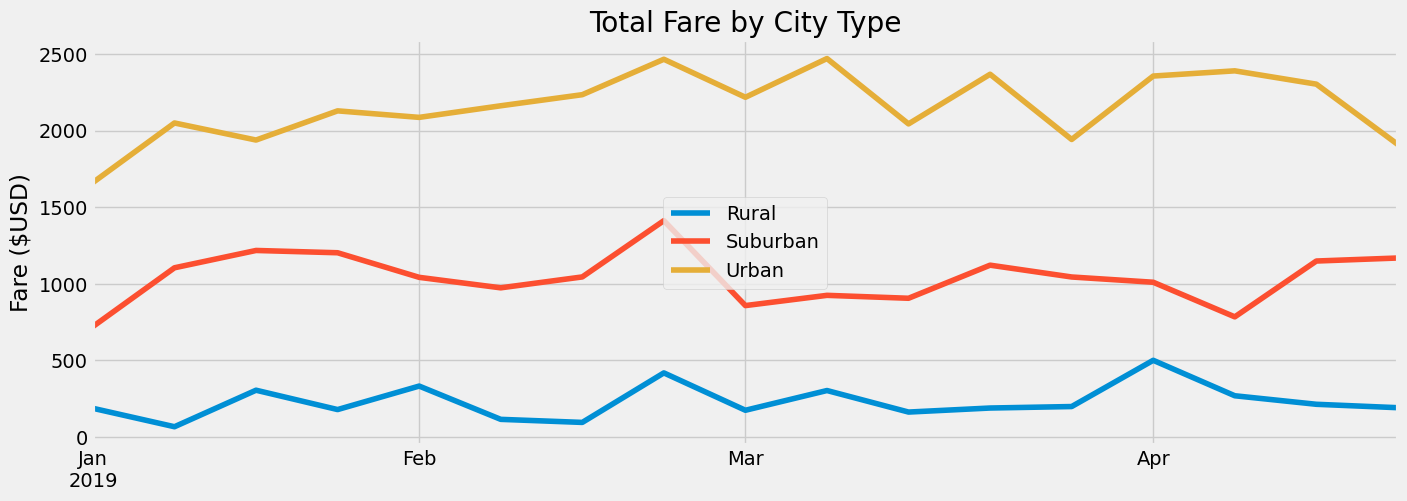 Total Fare by City Type
Fare ($USD)
2500
2000
1500
1000
500
0
Rural
Suburban
Urban
Jan Feb Mar Apr
2019